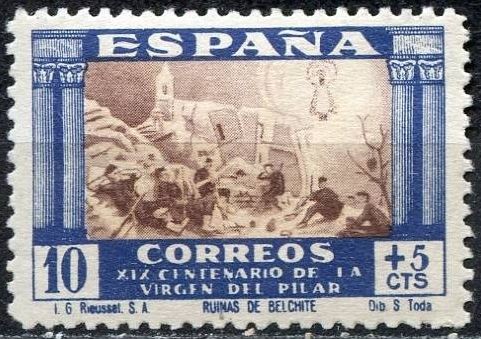 ESPAÑA
CORREOS
10
+5
CTS
XIX CENTENARIO DE LA
VIRGEN DEL PILAR
I. G Rieusset. S. A. RUINAS DE BELCHITE Dib. S Toda